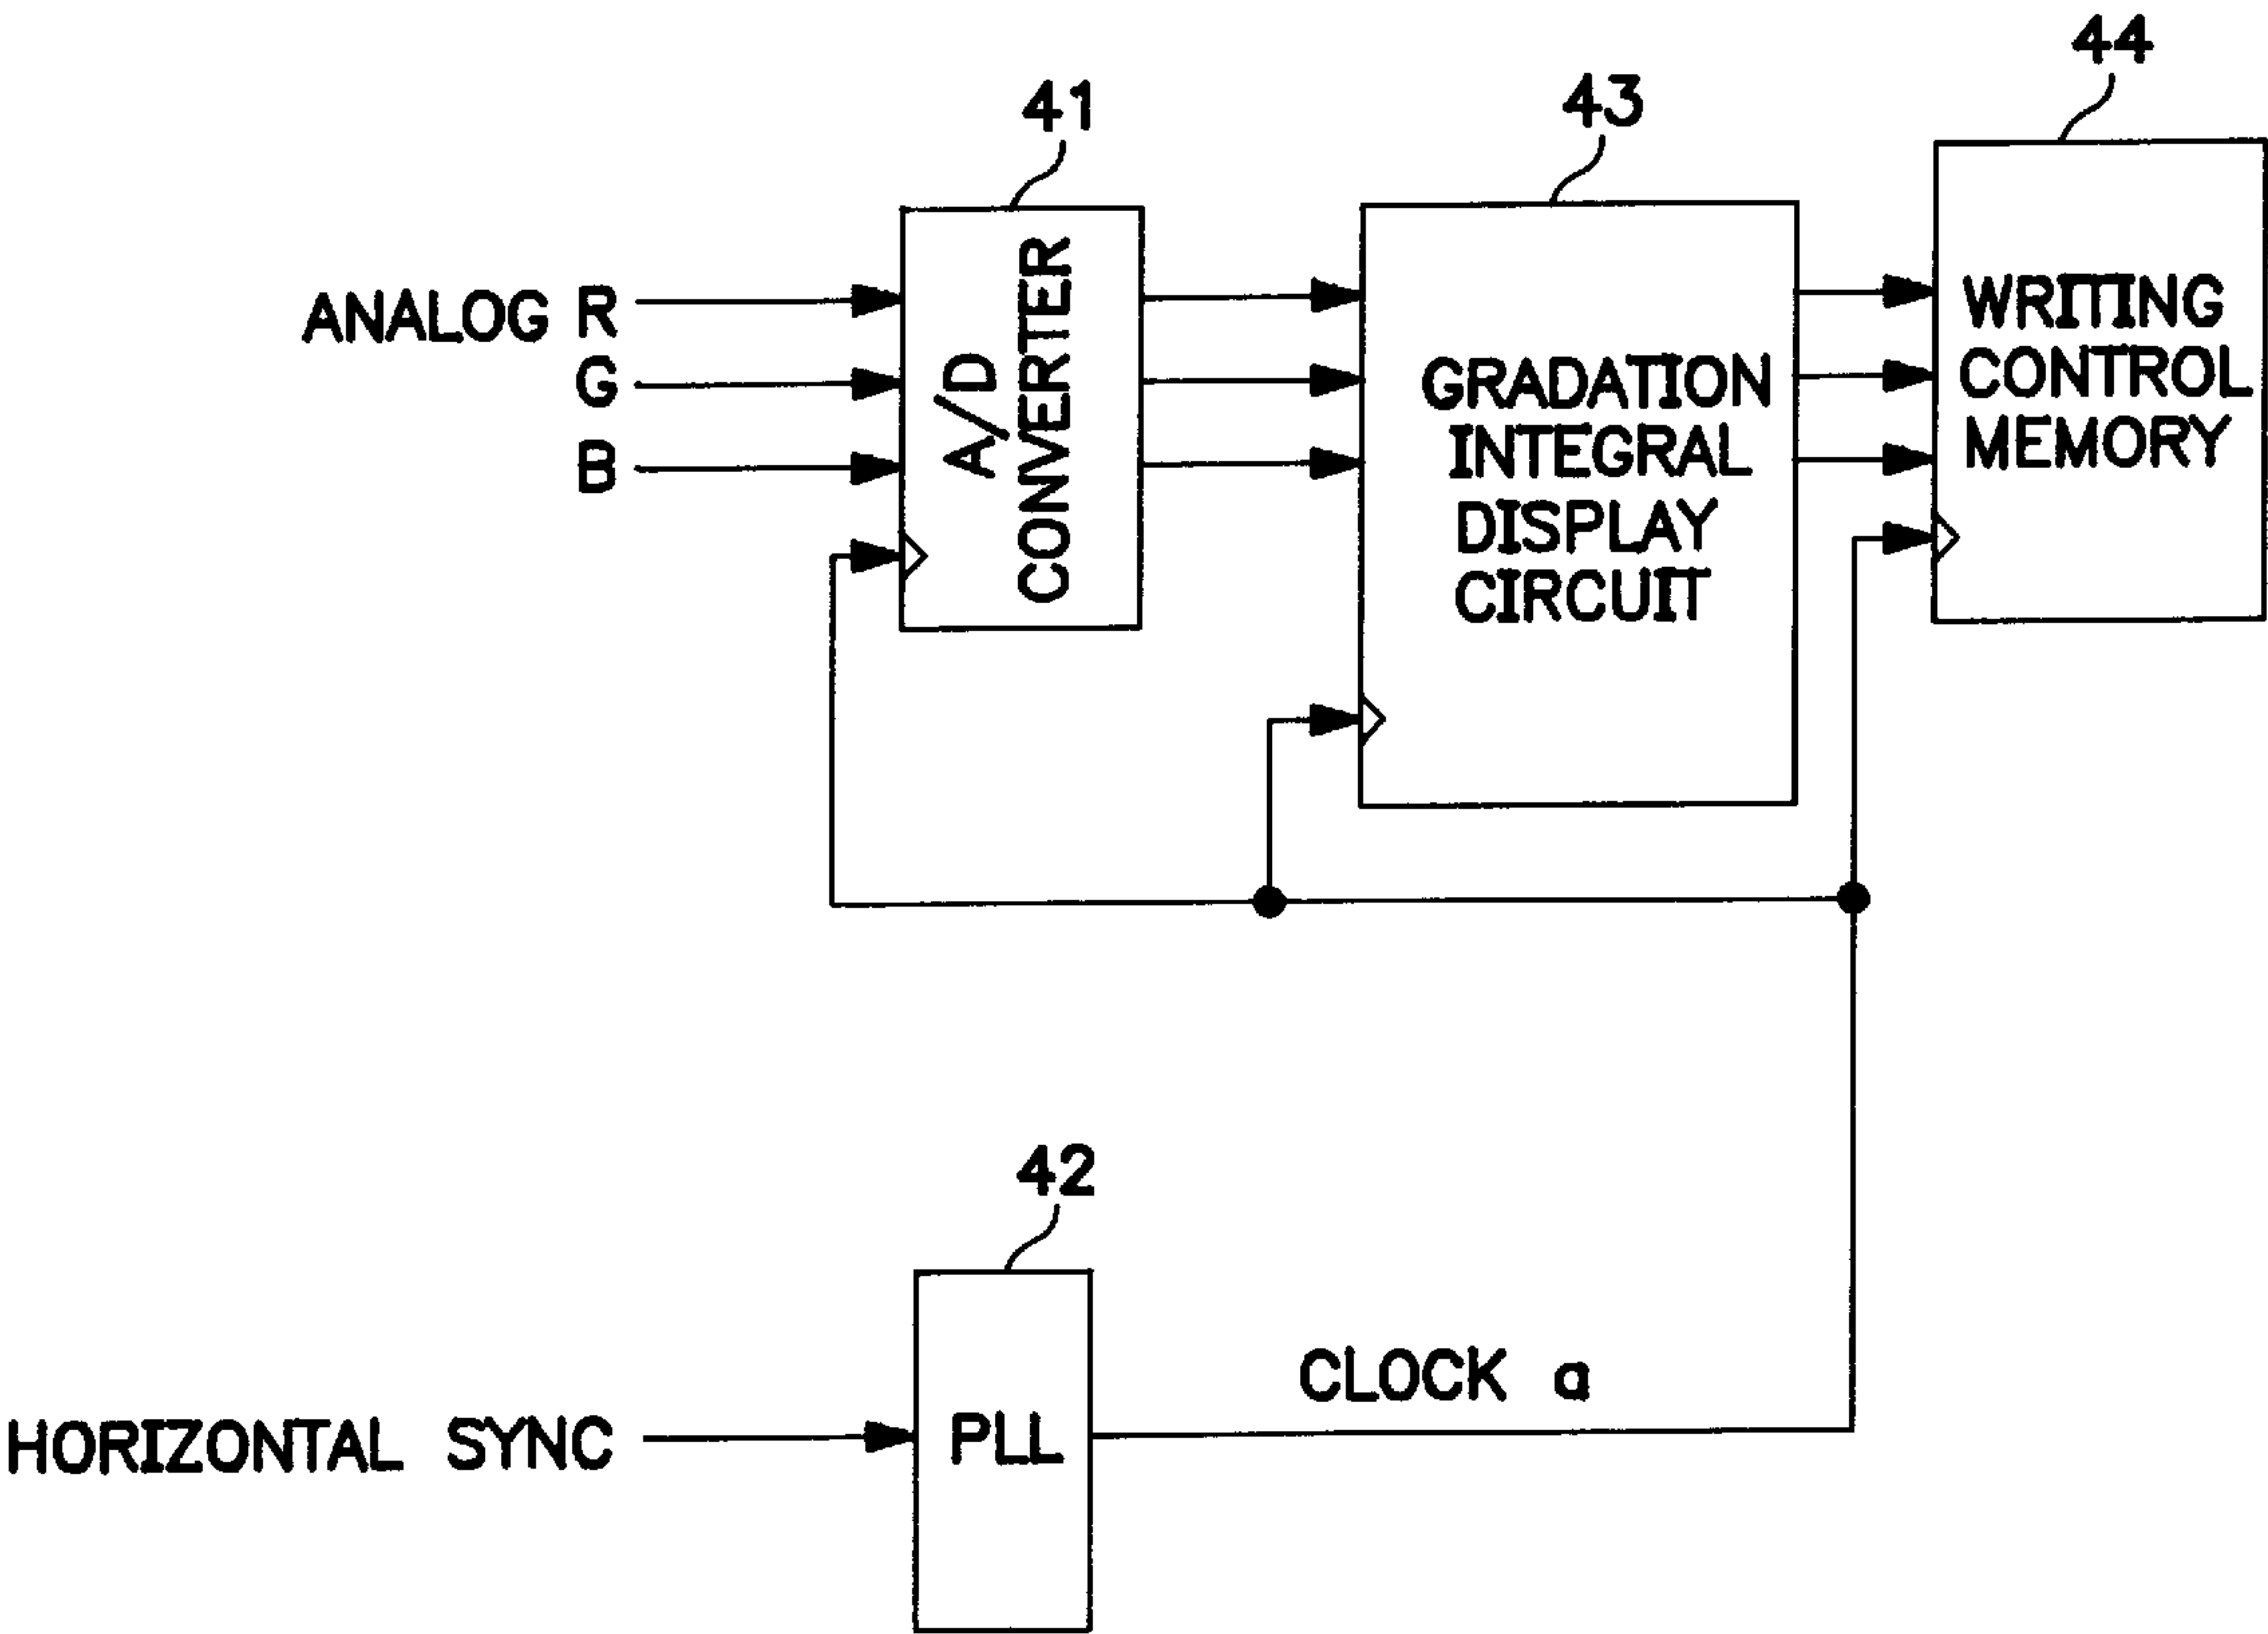 44
41
43
ANALOG R
G
B
A/D
CONVERTER
GRADATION
INTEGRAL
DISPLAY
CIRCUIT
WRITING
CONTROL
MEMORY
42
HORIZONTAL SYNC
PLL
CLOCK a